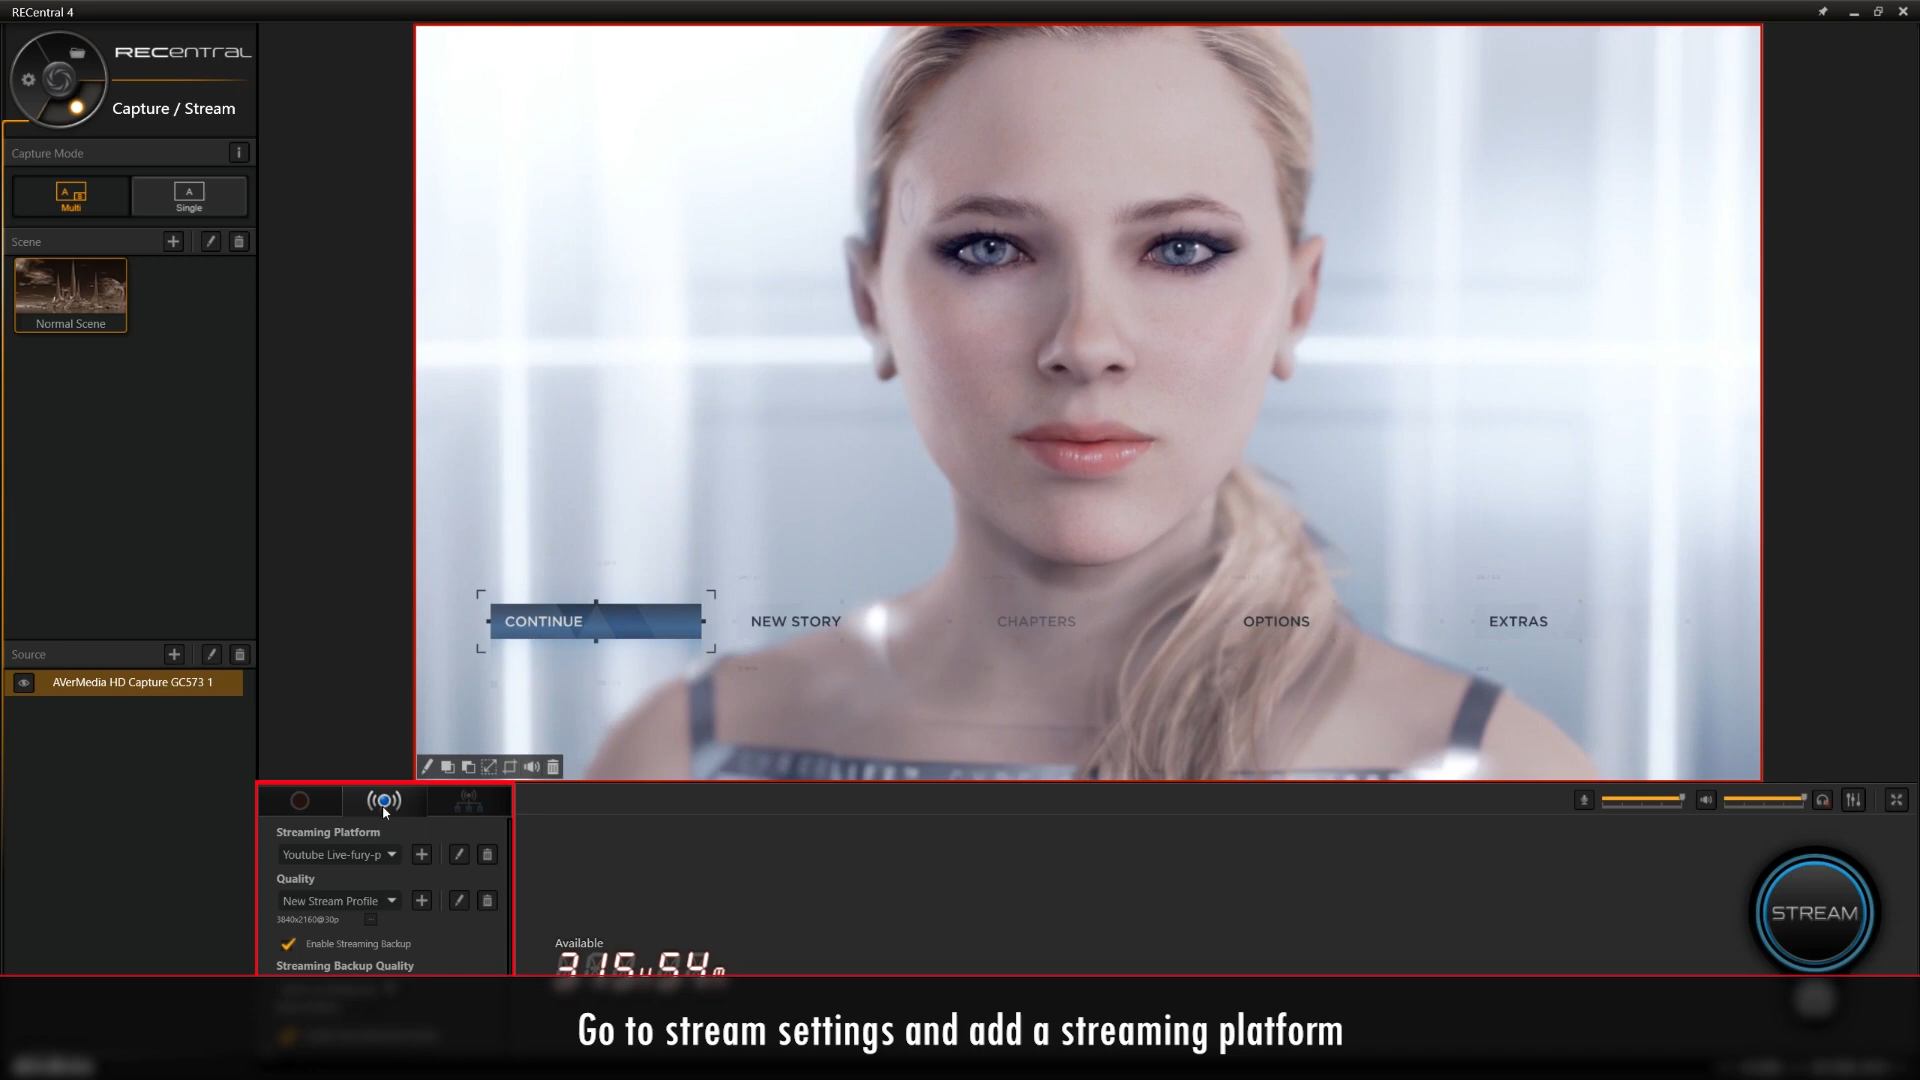 RECentral 4
RECENTRAL
Capture / Stream
Capture Mode
i
A B
Multi
A
Single
Scene
Normal Scene
Source
AVerMedia HD Capture GC573 1
CONTINUE
NEW STORY
CHAPTERS
OPTIONS
EXTRAS
Streaming Platform
Youtube Live-fury-p
Quality
New Stream Profile
3840x2160@30p
Enable Streaming Backup
Streaming Backup Quality
Available
315H54m
STREAM
Go to stream settings and add a streaming platform